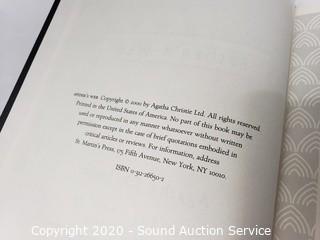 SPIDER'S WEB Copyright © 2000 by Agatha Christie Ltd. All rights reserved.
Printed in the United States of America. No part of this book may be
used or reproduced in any manner whatsoever without written
permission except in the case of brief quotations embodied in
critical articles or reviews. For information, address
St. Martin's Press, 175 Fifth Avenue, New York, NY 10010.
ISBN 0-312-26650-1
Copyright 2020 - Sound Auction Service